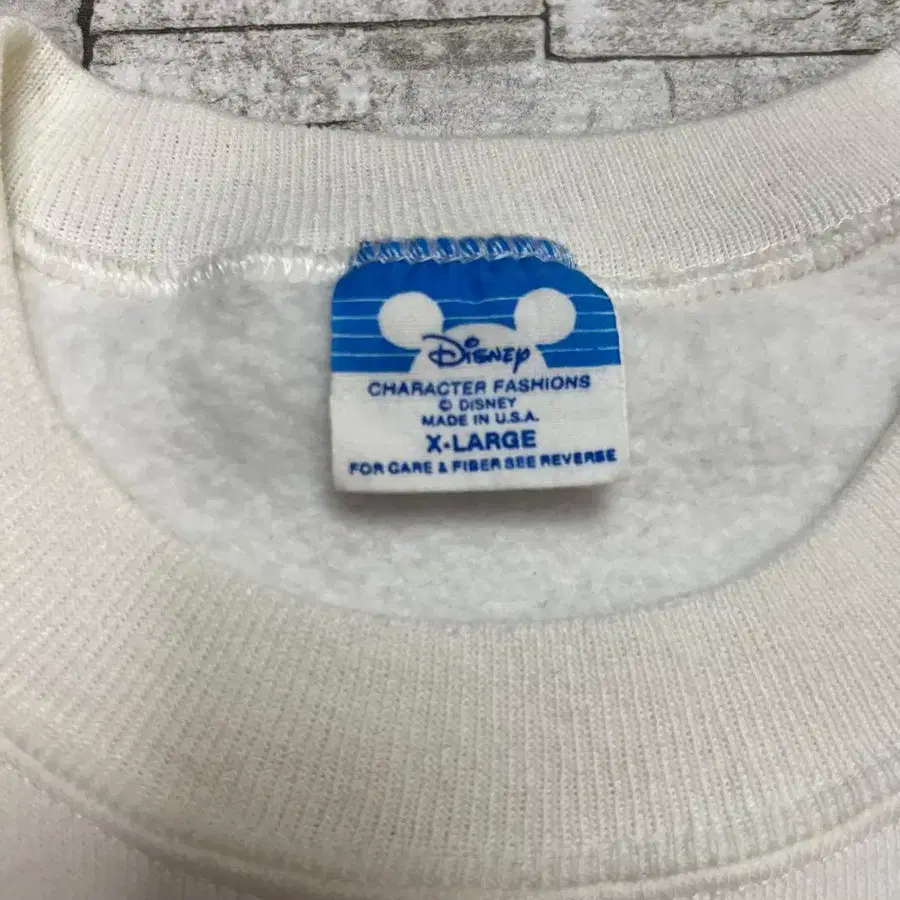 Disney
CHARACTER FASHIONS
© DISNEY
MADE IN U.S.A.
X-LARGE
FOR CARE & FIBER SEE REVERSE